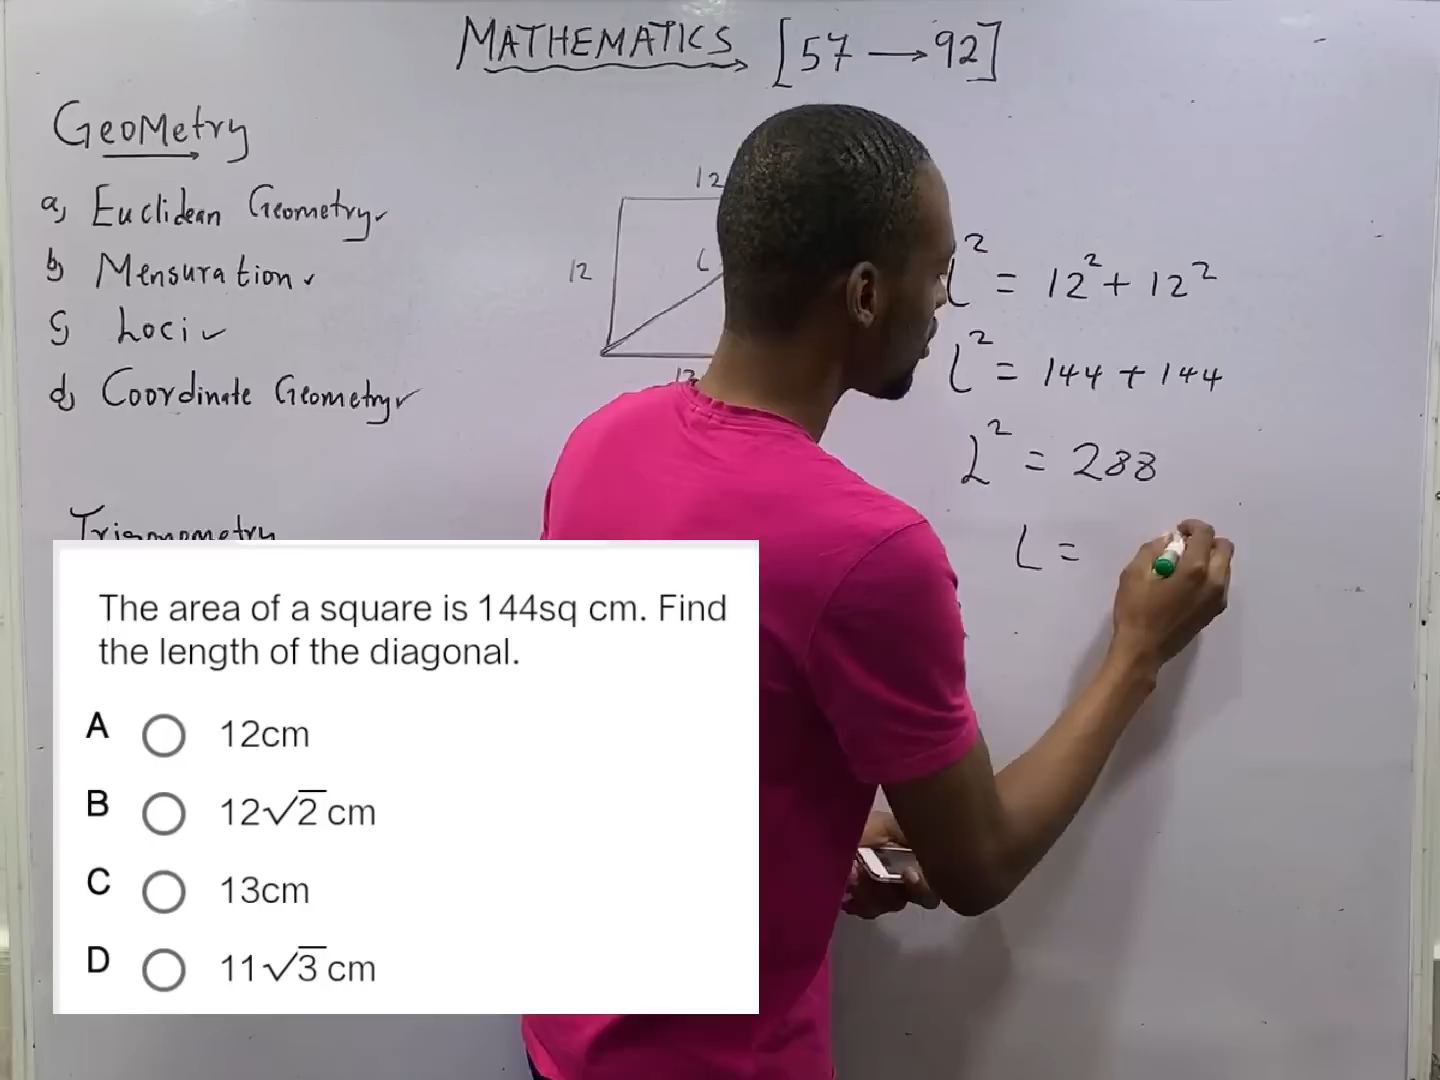 MATHEMATICS [57 → 92]
GeoMetry
a, Euclidean Geometry
b, Mensuration
c, Loci
d, Coordinate Geometry
Trigonometry
12
12
L
12
L² = 12² + 12²
L² = 144 + 144
L² = 288
L =
The area of a square is 144sq cm. Find
the length of the diagonal.
A 12cm
B 12√2 cm
C 13cm
D 11√3 cm